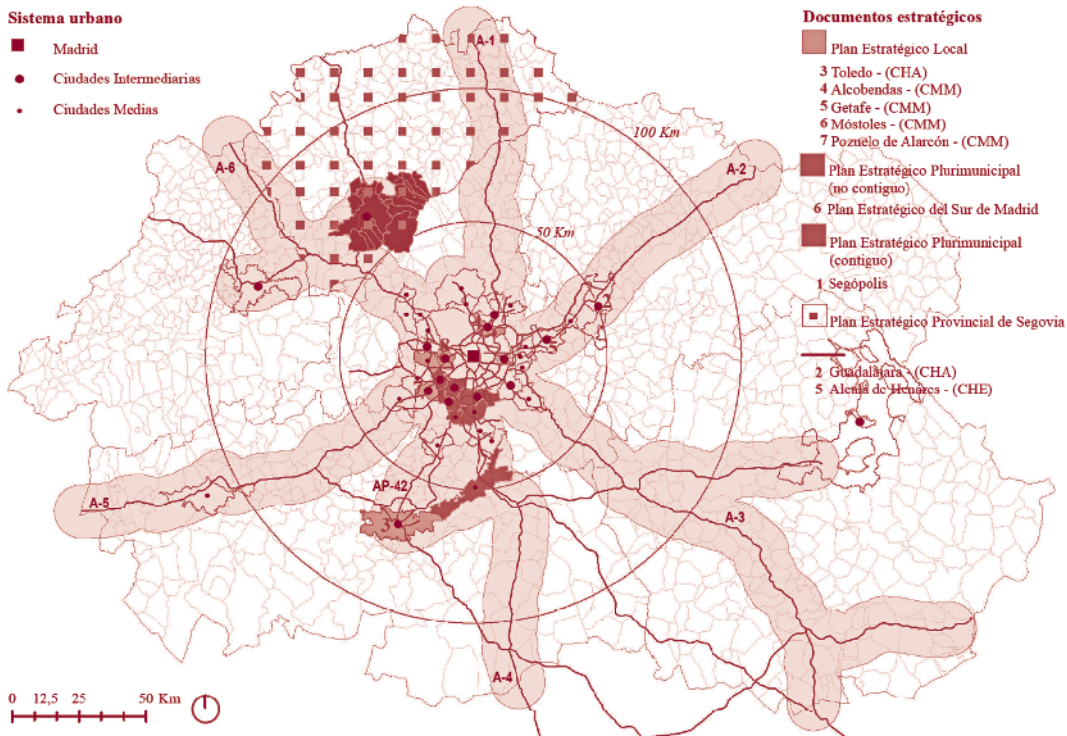 Sistema urbano
Madrid
Ciudades Intermediarias
Ciudades Medias
Documentos estratégicos
Plan Estratégico Local
3 Toledo - (CHA)
4 Alcobendas - (CMM)
5 Getafe - (CMM)
6 Móstoles - (CMM)
7 Pozuelo de Alarcón - (CMM)
Plan Estratégico Plurimunicipal
(no contiguo)
6 Plan Estratégico del Sur de Madrid
Plan Estratégico Plurimunicipal
(contiguo)
1 Segópolis
Plan Estratégico Provincial de Segovia
2 Guadalajara - (CHA)
5 Alcalá de Henares - (CHE)
A-1
100 Km
A-6
A-2
50 Km
2
5
A-5
AP-42
3
A-3
A-4
0 12,5 25 50 Km